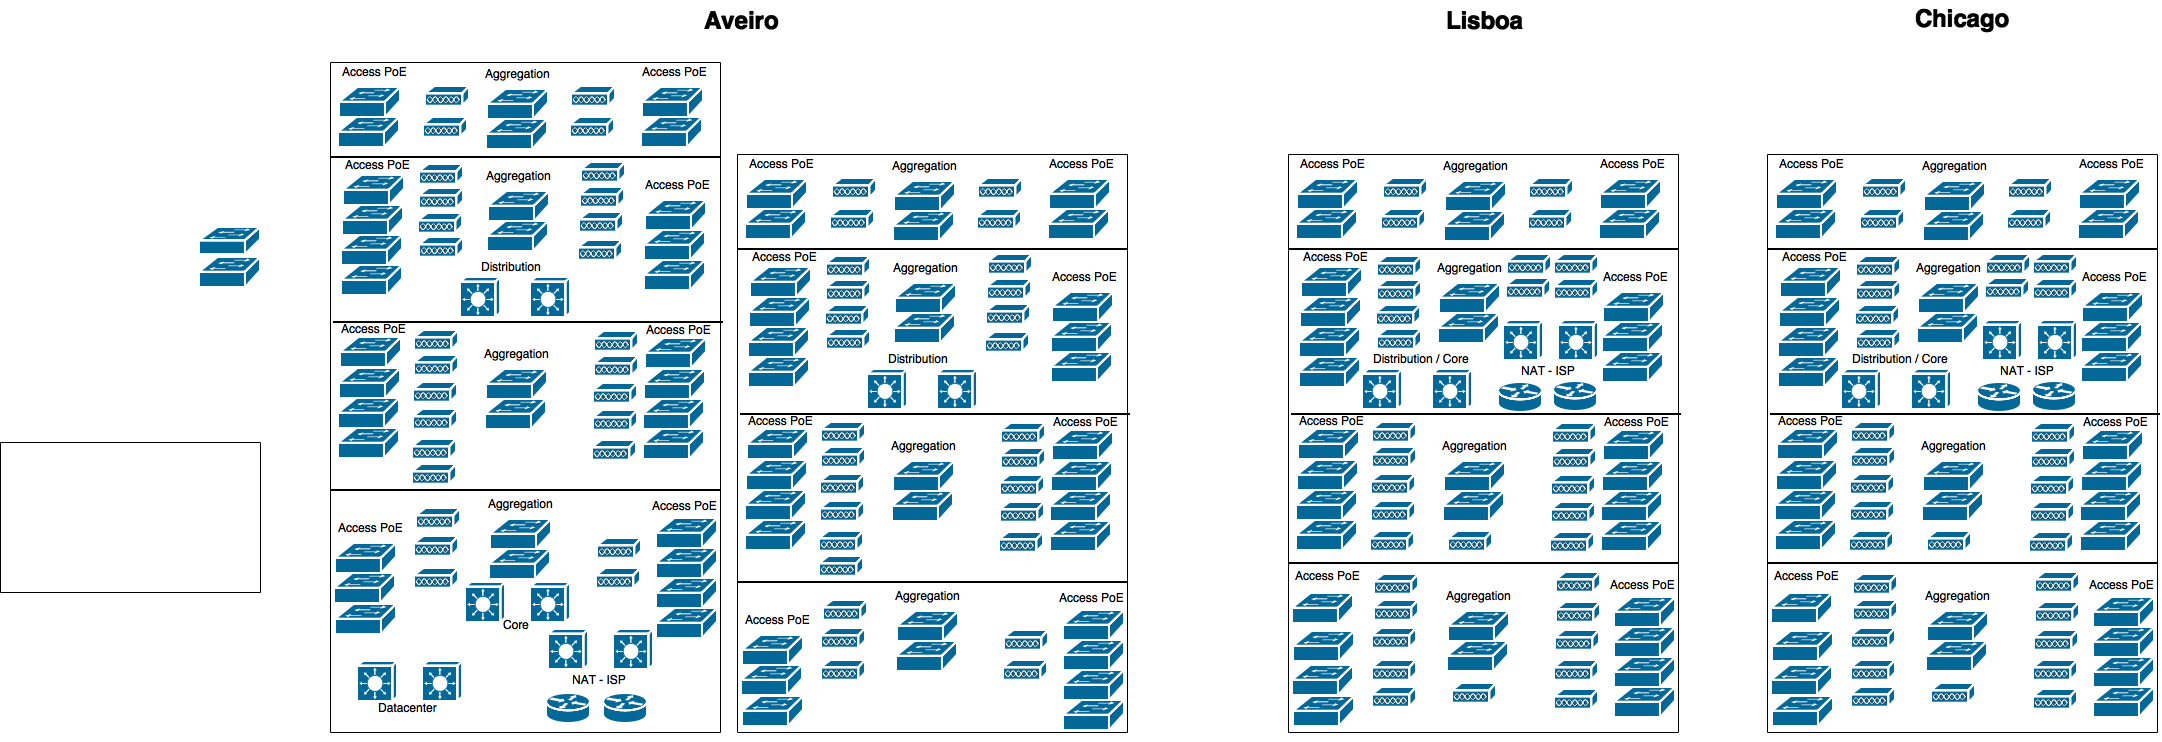 Aveiro
Lisboa
Chicago
Access PoE
Aggregation
Access PoE
Access PoE
Aggregation
Access PoE
Distribution
Access PoE
Aggregation
Access PoE
Access PoE
Aggregation
Access PoE
Core
NAT - ISP
Datacenter
Access PoE
Aggregation
Access PoE
Access PoE
Aggregation
Access PoE
Distribution
Access PoE
Aggregation
Access PoE
Access PoE
Aggregation
Access PoE
Access PoE
Aggregation
Access PoE
Access PoE
Aggregation
Access PoE
Distribution / Core
NAT - ISP
Access PoE
Aggregation
Access PoE
Access PoE
Aggregation
Access PoE
Access PoE
Aggregation
Access PoE
Access PoE
Aggregation
Access PoE
Distribution / Core
NAT - ISP
Access PoE
Aggregation
Access PoE
Access PoE
Aggregation
Access PoE